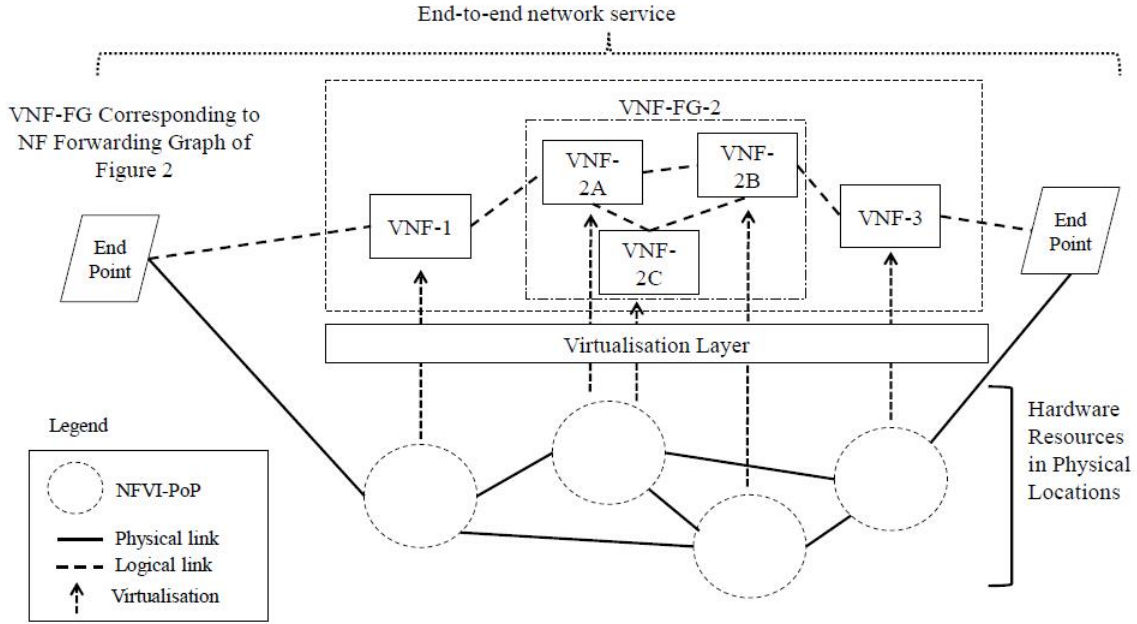 End-to-end network service
VNF-FG Corresponding to
NF Forwarding Graph of
Figure 2
VNF-FG-2
VNF-
2A
VNF-
2B
VNF-1
VNF-
2C
VNF-3
End
Point
End
Point
Virtualisation Layer
Hardware
Resources
in Physical
Locations
Legend
NFVI-PoP
Physical link
Logical link
Virtualisation